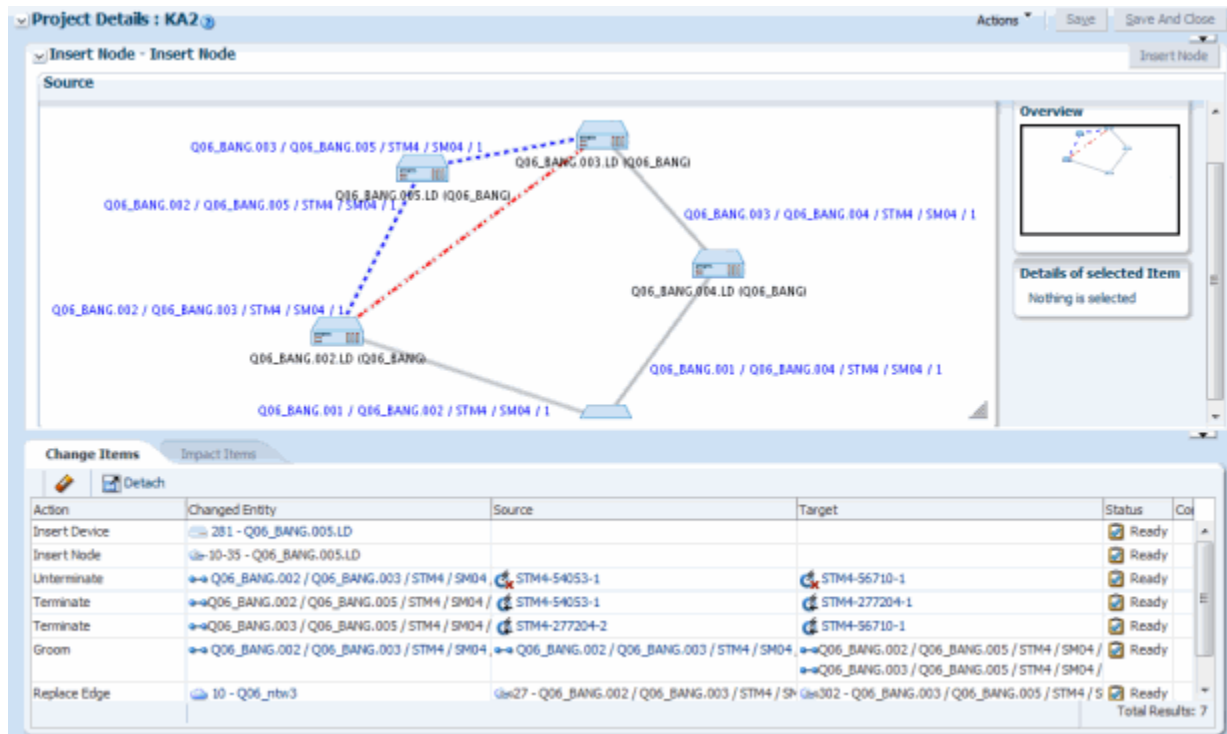 Project Details : KA2
Actions
Save
Save And Close
Insert Node - Insert Node
Insert Node
Source
Overview
Q06_BANG.003 / Q06_BANG.005 / STM4 / SM04 / 1
Q06_BANG.003.LD (Q06_BANG)
Q06_BANG.005.LD (Q06_BANG)
Q06_BANG.002 / Q06_BANG.005 / STM4 / SM04 / 1
Q06_BANG.003 / Q06_BANG.004 / STM4 / SM04 / 1
Details of selected Item
Q06_BANG.004.LD (Q06_BANG)
Nothing is selected
Q06_BANG.002 / Q06_BANG.003 / STM4 / SM04 / 1
Q06_BANG.002.LD (Q06_BANG)
Q06_BANG.001 / Q06_BANG.004 / STM4 / SM04 / 1
Q06_BANG.001 / Q06_BANG.002 / STM4 / SM04 / 1
Change Items Impact Items
Detach
Action Changed Entity Source Target Status Co
Insert Device 281 - Q06_BANG.005.LD Ready
Insert Node 10-35 - Q06_BANG.005.LD Ready
Unterminate Q06_BANG.002 / Q06_BANG.003 / STM4 / SM04 STM4-54053-1 STM4-56710-1 Ready
Terminate Q06_BANG.002 / Q06_BANG.005 / STM4 / SM04 / STM4-54053-1 STM4-277204-1 Ready
Terminate Q06_BANG.003 / Q06_BANG.005 / STM4 / SM04 / STM4-277204-2 STM4-56710-1 Ready
Groom Q06_BANG.002 / Q06_BANG.003 / STM4 / SM04 Q06_BANG.002 / Q06_BANG.003 / STM4 / SM04 Q06_BANG.002 / Q06_BANG.005 / STM4 / SM04 / Ready
Q06_BANG.003 / Q06_BANG.005 / STM4 / SM04 /
Replace Edge 10 - Q06_ntw3 27 - Q06_BANG.002 / Q06_BANG.003 / STM4 / 302 - Q06_BANG.003 / Q06_BANG.005 / STM4 / S Ready
Total Results: 7